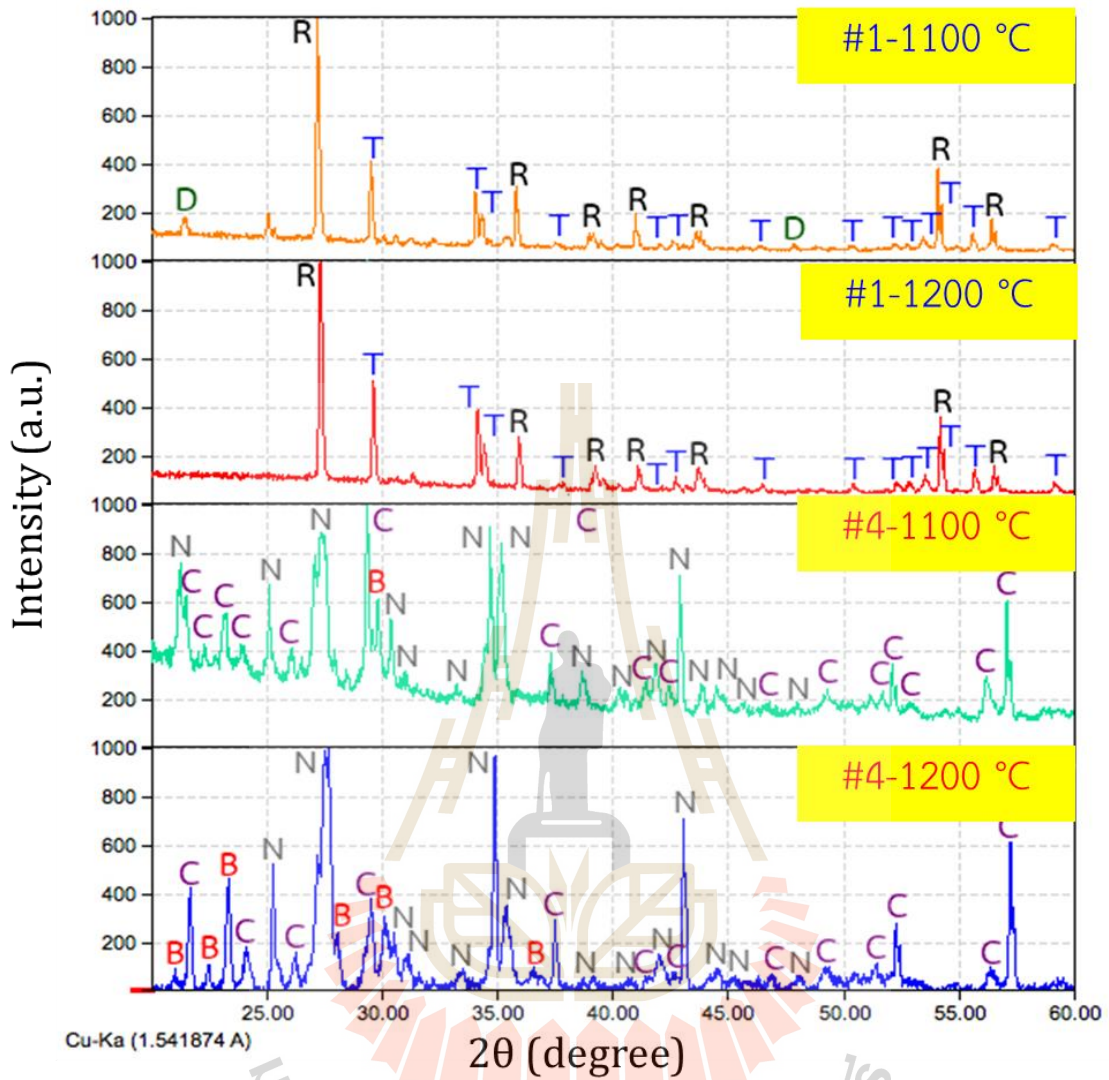 1000
R
#1-1100 °C
800
600
T
400
D
T
T
R
R
R
T
200
T
R
T
T
R
T
D
T
T
T
T
T
R
T
1000
R
#1-1200 °C
800
600
T
400
T
T
R
R
T
200
T
R
R
T
T
R
T
T
T
T
T
T
R
T
1000
N
C
N
N
C
#4-1100 °C
800
N
N
N
600
C
C
B
N
C
400
C
C
C
N
C
N
C
200
N
N
C
C
N
N
N
C
N
C
C
C
C
1000
N
N
#4-1200 °C
800
N
C
600
N
400
C
B
C
B
N
N
C
C
200
B
B
C
C
B
N
N
B
N
N
C
N
C
N
N
C
N
C
C
C
25.00 30.00 35.00 40.00 45.00 50.00 55.00 60.00
Cu-Ka (1.541874 A)
2θ (degree)
Intensity (a.u.)